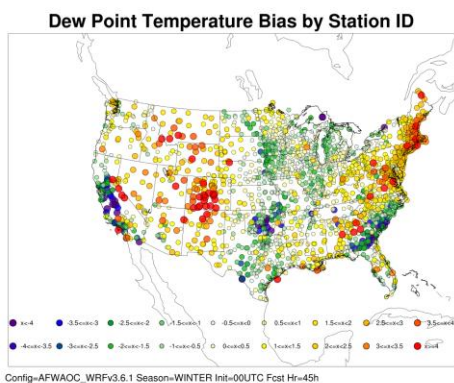 Dew Point Temperature Bias by Station ID
x<-4 -3.5<=x<-3 -2.5<=x<-2 -1.5<=x<-1 -0.5<=x<0 0.5<x<=1 1.5<x<=2 2.5<x<=3 3.5<x<=4
-4<=x<-3.5 -3<=x<-2.5 -2<=x<-1.5 -1<=x<-0.5 0<=x<=0.5 1<x<=1.5 2<x<=2.5 3<x<=3.5 x>4
Config=AFWAOC_WRFv3.6.1 Season=WINTER Init=00UTC Fcst Hr=45h